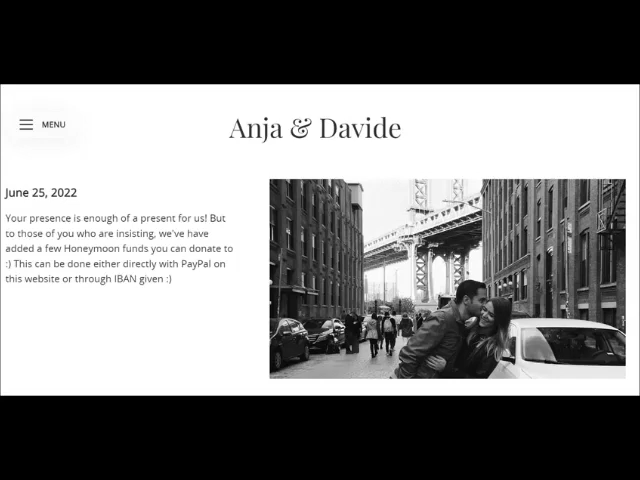 MENU
Anja & Davide
June 25, 2022
Your presence is enough of a present for us! But
to those of you who are insisting, we've have
added a few Honeymoon funds you can donate to
:) This can be done either directly with PayPal on
this website or through IBAN given :)